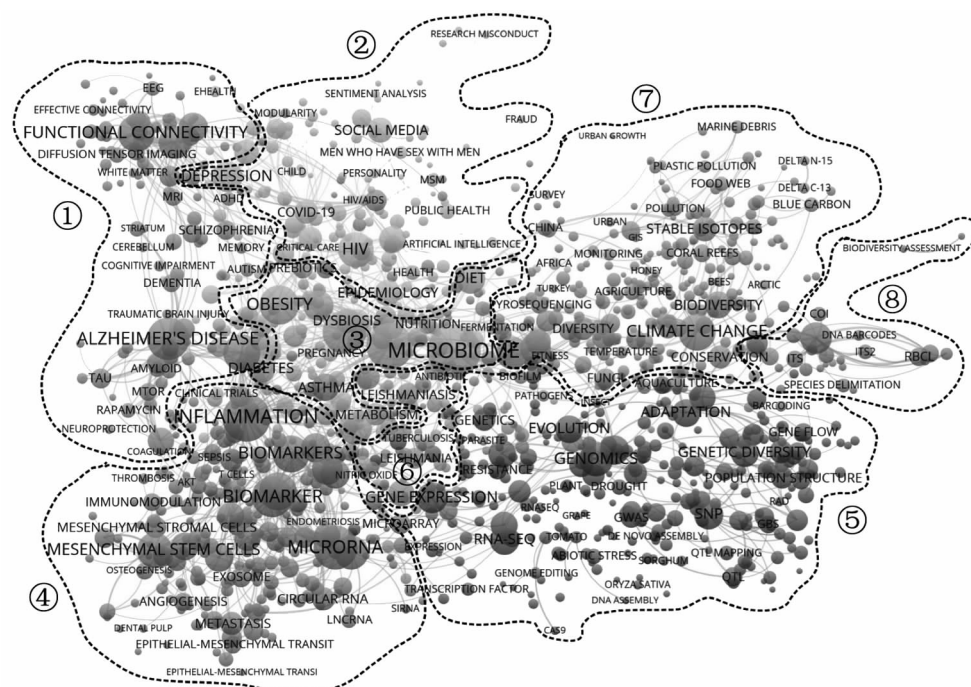 ②
RESEARCH MISCONDUCT
①
EEG
EHEALTH
EFFECTIVE CONNECTIVITY
MODULARITY
SENTIMENT ANALYSIS
FUNCTIONAL CONNECTIVITY
SOCIAL MEDIA
FRAUD
DIFFUSION TENSOR IMAGING
MEN WHO HAVE SEX WITH MEN
WHITE MATTER
DEPRESSION
CHILD
PERSONALITY
MSM
MRI
ADHD
HIV/AIDS
COVID-19
PUBLIC HEALTH
STRIATUM
SCHIZOPHRENIA
CEREBELLUM
MEMORY
CRITICAL CARE
HIV
ARTIFICIAL INTELLIGENCE
COGNITIVE IMPAIRMENT
AUTISM
PREBIOTICS
HEALTH
DIET
DEMENTIA
EPIDEMIOLOGY
OBESITY
TRAUMATIC BRAIN INJURY
DYSBIOSIS
NUTRITION
FERMENTATION
ALZHEIMER'S DISEASE
③
MICROBIOME
PREGNANCY
AMYLOID
DIABETES
TAU
MTOR
CLINICAL TRIALS
ASTHMA
ANTIBIOTIC
BIOFILM
LEISHMANIASIS
RAPAMYCIN
INFLAMMATION
METABOLISM
NEUROPROTECTION
COAGULATION
SEPSIS
BIOMARKERS
TUBERCULOSIS
LEISHMANIA
T CELLS
NITRIC OXIDE
⑥
THROMBOSIS
AKT
IMMUNOMODULATION
BIOMARKER
GENE EXPRESSION
MESENCHYMAL STROMAL CELLS
ENDOMETRIOSIS
MICROARRAY
MESENCHYMAL STEM CELLS
MICRORNA
EXPRESSION
OSTEOGENESIS
EXOSOME
④
ANGIOGENESIS
CIRCULAR RNA
SIRNA
METASTASIS
LNCRNA
DENTAL PULP
EPITHELIAL-MESENCHYMAL TRANSIT
EPITHELIAL-MESENCHYMAL TRANSI
⑦
URBAN GROWTH
MARINE DEBRIS
PLASTIC POLLUTION
DELTA N-15
FOOD WEB
DELTA C-13
SURVEY
POLLUTION
BLUE CARBON
CHINA
URBAN
STABLE ISOTOPES
GIS
MONITORING
CORAL REEFS
AFRICA
HONEY
BEES
ARCTIC
TURKEY
AGRICULTURE
BIODIVERSITY
PYROSEQUENCING
DIVERSITY
CLIMATE CHANGE
FITNESS
TEMPERATURE
CONSERVATION
BIODIVERSITY ASSESSMENT
⑧
COI
DNA BARCODES
ITS
ITS2
RBCL
SPECIES DELIMITATION
FUNGI
AQUACULTURE
PATHOGENS
INSECT
BARCODING
GENETICS
EVOLUTION
ADAPTATION
GENE FLOW
PARASITE
GENOMICS
GENETIC DIVERSITY
RESISTANCE
PLANT
DROUGHT
POPULATION STRUCTURE
RNASEQ
GRAPE
GWAS
SNP
RAD
GBS
⑤
RNA-SEQ
TOMATO
DE NOVO ASSEMBLY
ABIOTIC STRESS
SORGHUM
QTL MAPPING
GENOME EDITING
QTL
TRANSCRIPTION FACTOR
ORYZA SATIVA
DNA ASSEMBLY
CAS9